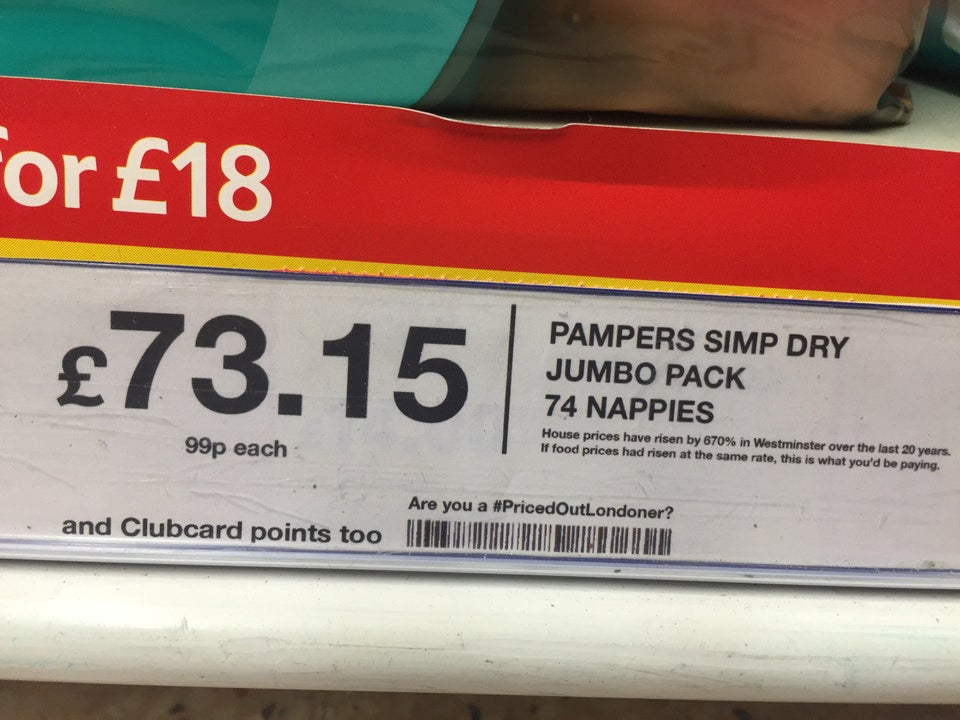 for £18
£73.15
99p each
PAMPERS SIMP DRY
JUMBO PACK
74 NAPPIES
House prices have risen by 670% in Westminster over the last 20 years.
If food prices had risen at the same rate, this is what you'd be paying.
Are you a #PricedOutLondoner?
and Clubcard points too